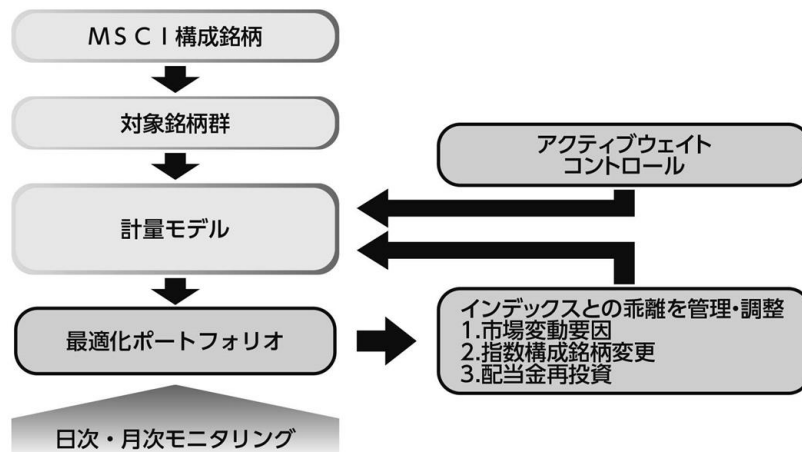 MSCI構成銘柄
対象銘柄群
計量モデル
最適化ポートフォリオ
日次・月次モニタリング
アクティブウェイト
コントロール
インデックスとの乖離を管理・調整
1.市場変動要因
2.指数構成銘柄変更
3.配当金再投資